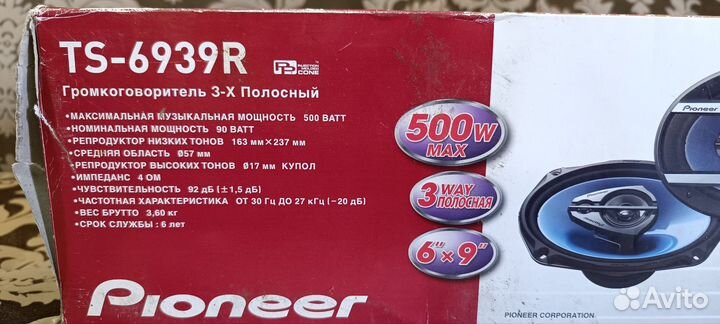 TS-6939R
INJECTION MOLDED CONE
Громкоговоритель 3-Х Полосный
•МАКСИМАЛЬНАЯ МУЗЫКАЛЬНАЯ МОЩНОСТЬ 500 ВАТТ
•НОМИНАЛЬНАЯ МОЩНОСТЬ 90 ВАТТ
•РЕПРОДУКТОР НИЗКИХ ТОНОВ 163 мм×237 мм
•СРЕДНЯЯ ОБЛАСТЬ Ø57 мм
•РЕПРОДУКТОР ВЫСОКИХ ТОНОВ Ø17 мм КУПОЛ
•ИМПЕДАНС 4 ОМ
•ЧУВСТВИТЕЛЬНОСТЬ 92 дБ (±1,5 дБ)
•ЧАСТОТНАЯ ХАРАКТЕРИСТИКА ОТ 30 Гц ДО 27 кГц (−20 дБ)
•ВЕС БРУТТО 3,60 кг
•СРОК СЛУЖБЫ: 6 лет
500W
MAX
3 WAY
ПОЛОСНАЯ
6"×9"
Pioneer
Pioneer
PIONEER CORPORATION
Avito